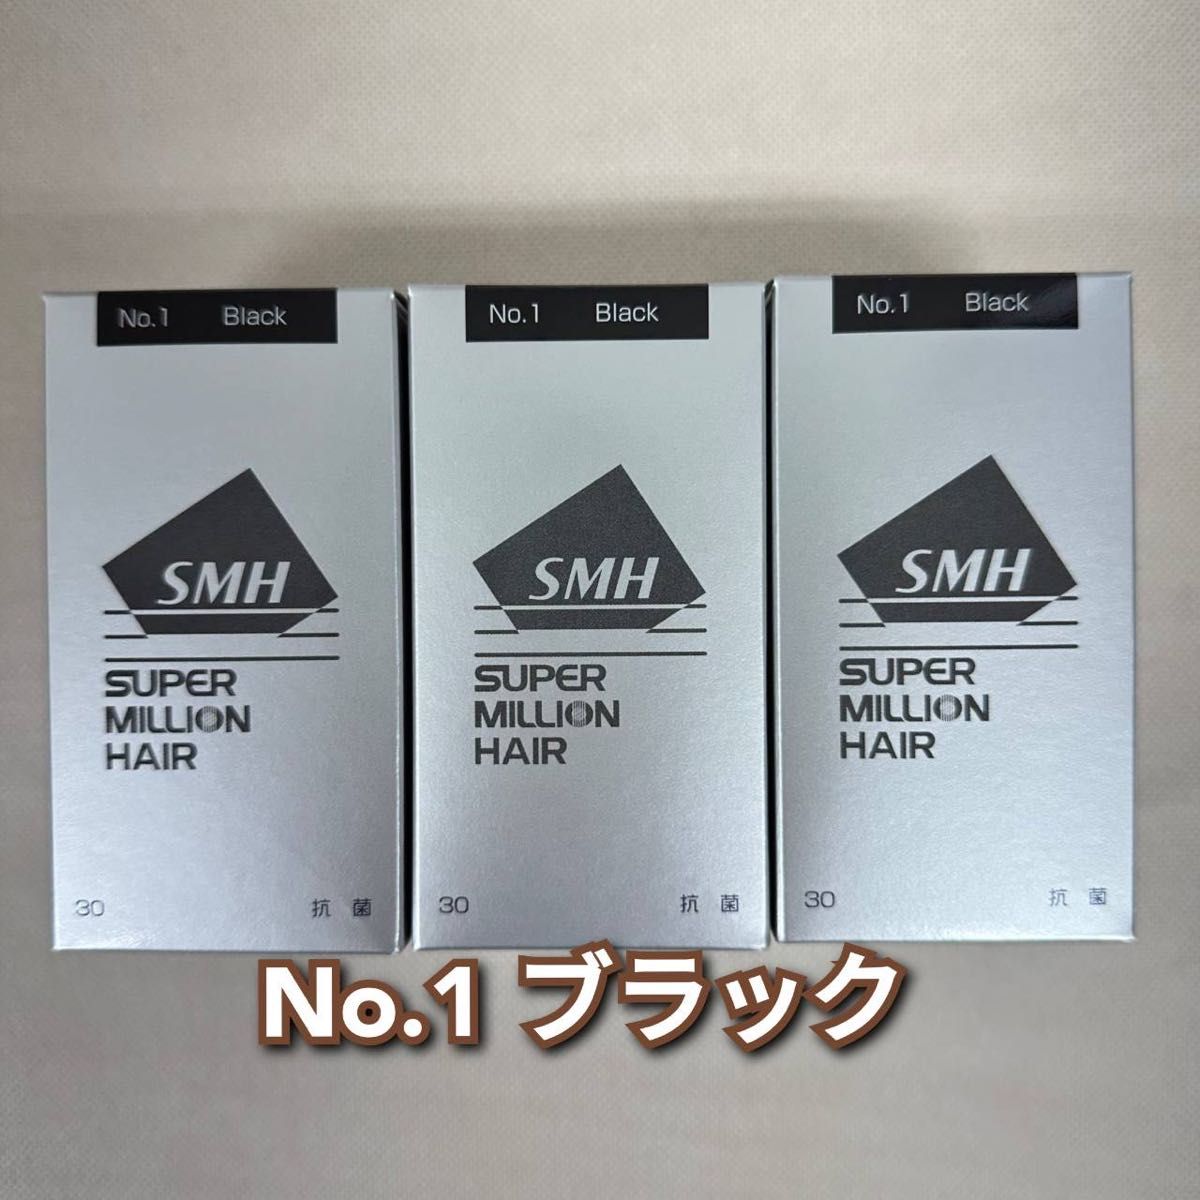 No.1 Black
SMH
SUPER
MILLION
HAIR
30 抗菌
No.1 Black
SMH
SUPER
MILLION
HAIR
30 抗菌
No.1 Black
SMH
SUPER
MILLION
HAIR
30 抗菌
No.1 ブラック